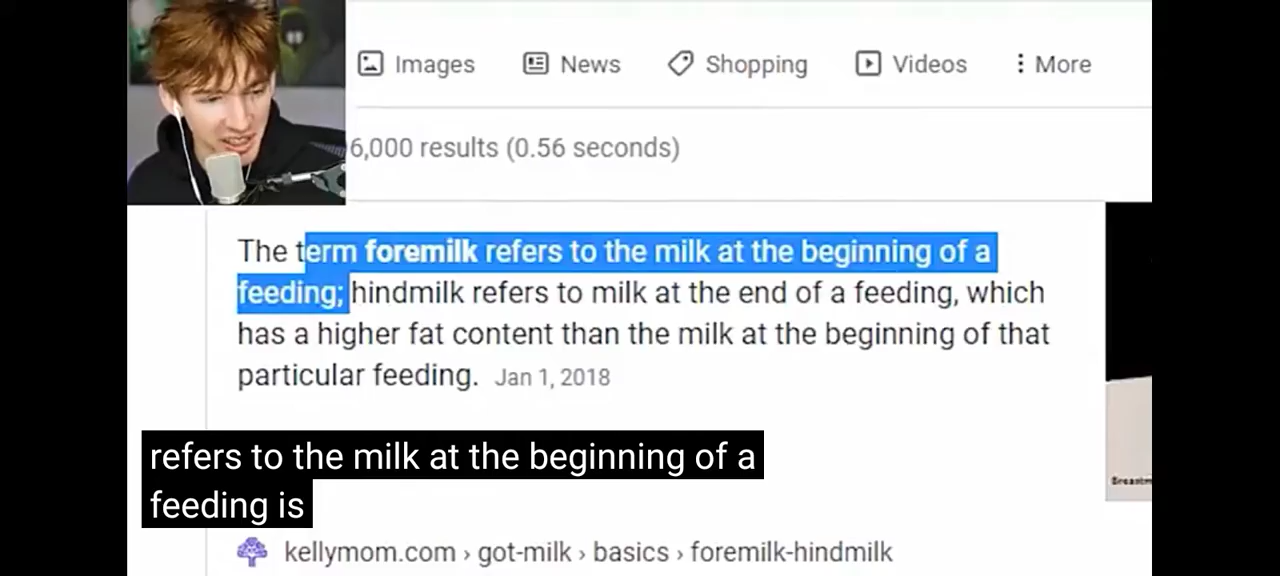 Images News Shopping Videos More
6,000 results (0.56 seconds)
The term foremilk refers to the milk at the beginning of a
feeding; hindmilk refers to milk at the end of a feeding, which
has a higher fat content than the milk at the beginning of that
particular feeding. Jan 1, 2018
refers to the milk at the beginning of a
feeding is
kellymom.com › got-milk › basics › foremilk-hindmilk